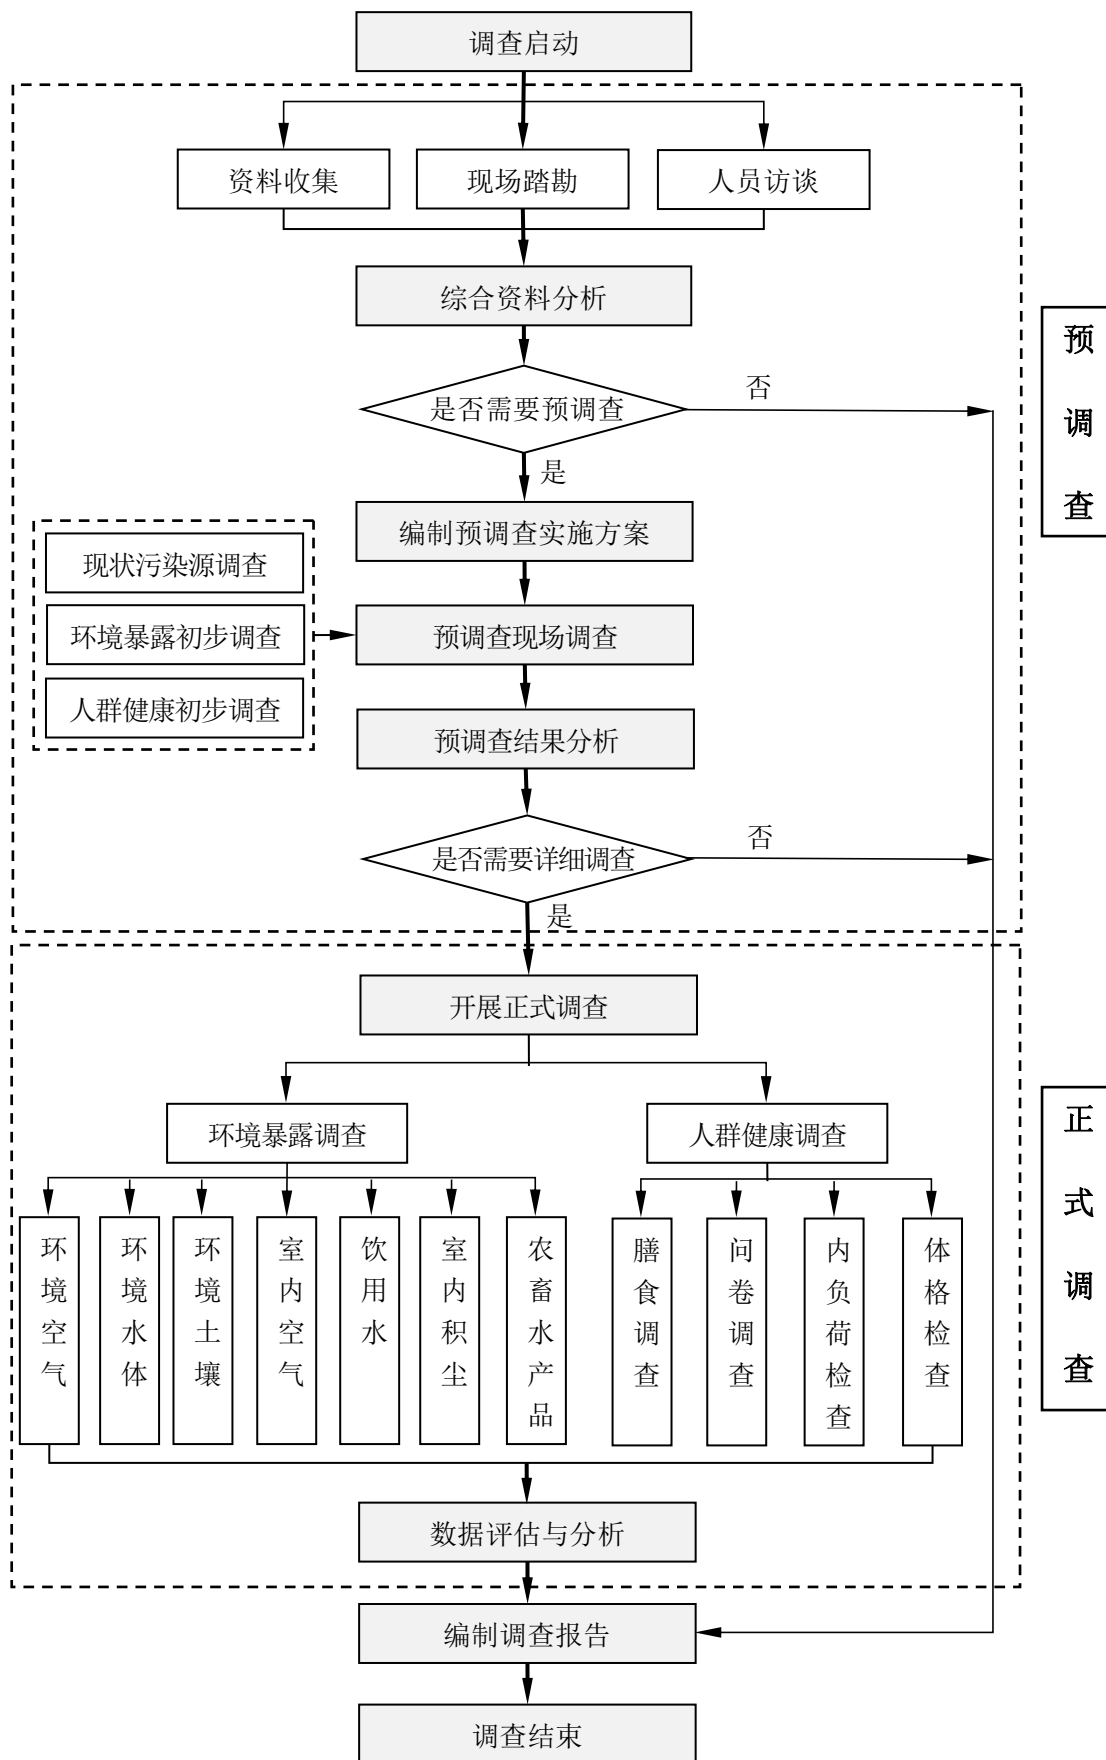 调查启动
资料收集
现场踏勘
人员访谈
综合资料分析
是否需要预调查
否
是
编制预调查实施方案
现状污染源调查
环境暴露初步调查
人群健康初步调查
预调查现场调查
预调查结果分析
是否需要详细调查
否
是
预调查
开展正式调查
环境暴露调查
人群健康调查
环境空气
环境水体
环境土壤
室内空气
饮用水
室内积尘
农畜水产品
膳食调查
问卷调查
内负荷检查
体格检查
正式调查
数据评估与分析
编制调查报告
调查结束